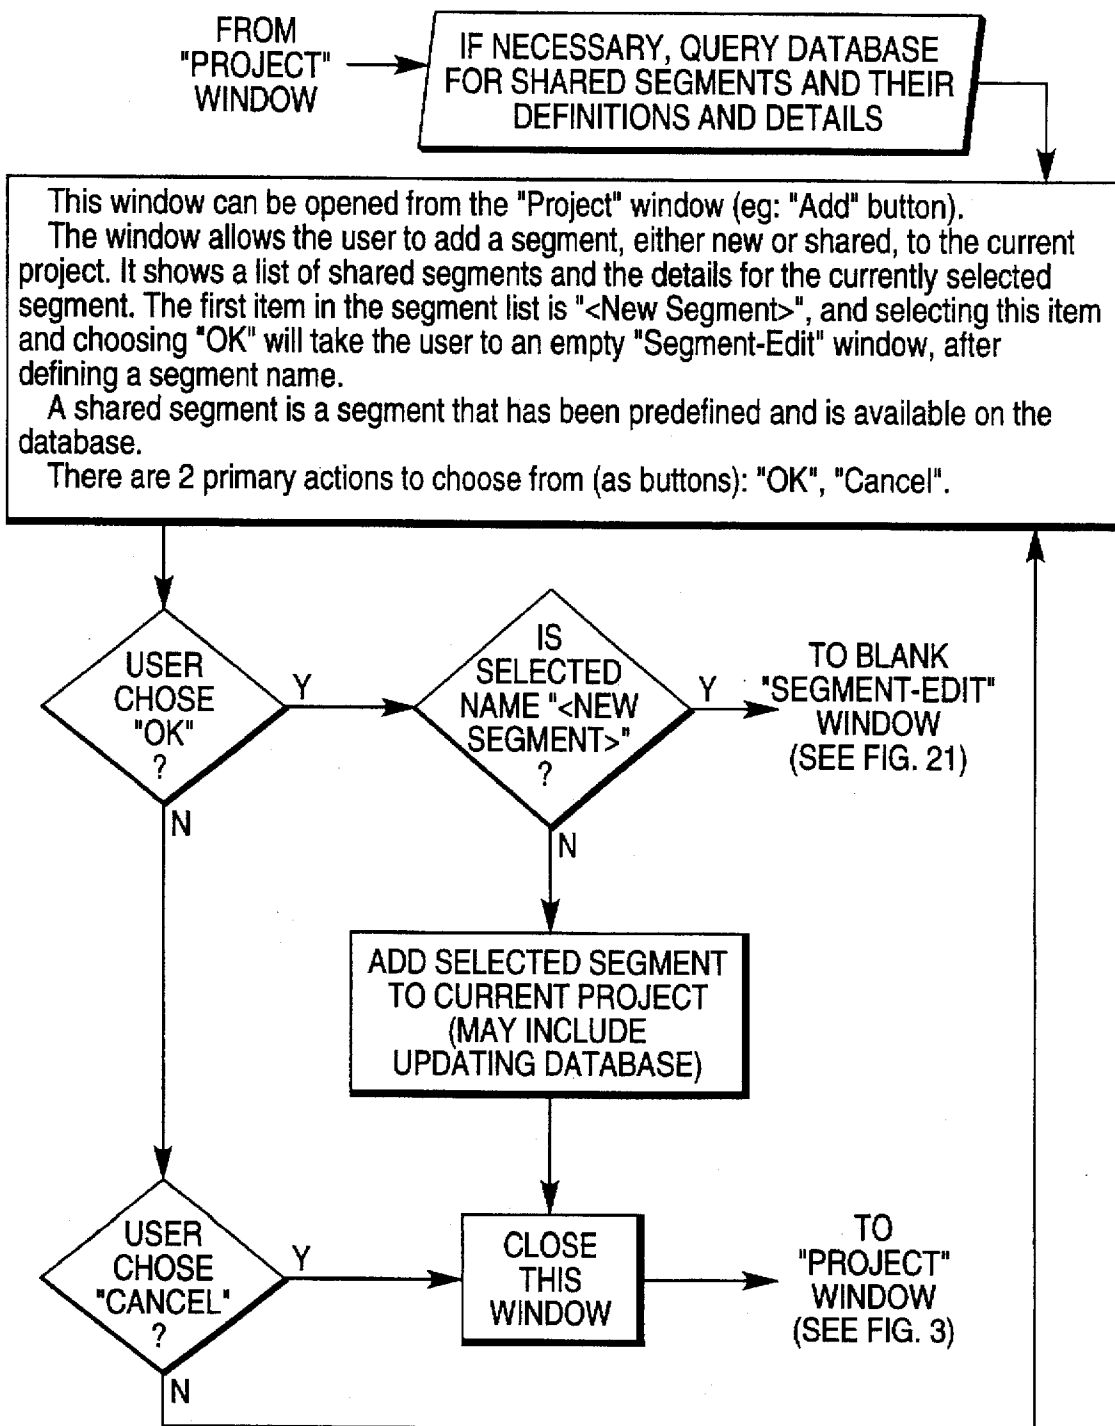 FROM
"PROJECT"
WINDOW
IF NECESSARY, QUERY DATABASE
FOR SHARED SEGMENTS AND THEIR
DEFINITIONS AND DETAILS
This window can be opened from the "Project" window (eg: "Add" button).
The window allows the user to add a segment, either new or shared, to the current
project. It shows a list of shared segments and the details for the currently selected
segment. The first item in the segment list is "<New Segment>", and selecting this item
and choosing "OK" will take the user to an empty "Segment-Edit" window, after
defining a segment name.
A shared segment is a segment that has been predefined and is available on the
database.
There are 2 primary actions to choose from (as buttons): "OK", "Cancel".
USER
CHOSE
"OK"
?
Y
N
IS
SELECTED
NAME "<NEW
SEGMENT>"
?
Y
N
TO BLANK
"SEGMENT-EDIT"
WINDOW
(SEE FIG. 21)
ADD SELECTED SEGMENT
TO CURRENT PROJECT
(MAY INCLUDE
UPDATING DATABASE)
USER
CHOSE
"CANCEL"
?
Y
N
CLOSE
THIS
WINDOW
TO
"PROJECT"
WINDOW
(SEE FIG. 3)